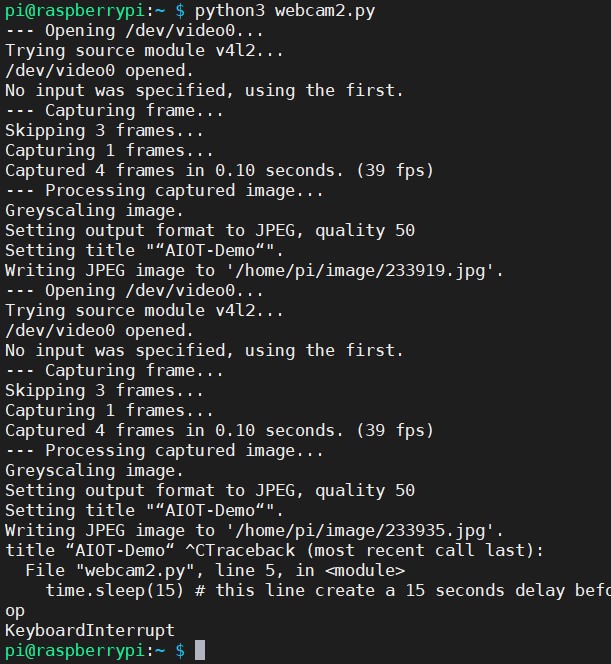 pi@raspberrypi:~ $ python3 webcam2.py
--- Opening /dev/video0...
Trying source module v4l2...
/dev/video0 opened.
No input was specified, using the first.
--- Capturing frame...
Skipping 3 frames...
Capturing 1 frames...
Captured 4 frames in 0.10 seconds. (39 fps)
--- Processing captured image...
Greyscaling image.
Setting output format to JPEG, quality 50
Setting title "“AIOT-Demo“".
Writing JPEG image to '/home/pi/image/233919.jpg'.
--- Opening /dev/video0...
Trying source module v4l2...
/dev/video0 opened.
No input was specified, using the first.
--- Capturing frame...
Skipping 3 frames...
Capturing 1 frames...
Captured 4 frames in 0.10 seconds. (39 fps)
--- Processing captured image...
Greyscaling image.
Setting output format to JPEG, quality 50
Setting title "“AIOT-Demo“".
Writing JPEG image to '/home/pi/image/233935.jpg'.
title “AIOT-Demo“ ^CTraceback (most recent call last):
  File "webcam2.py", line 5, in <module>
    time.sleep(15) # this line create a 15 seconds delay befo
op
KeyboardInterrupt
pi@raspberrypi:~ $